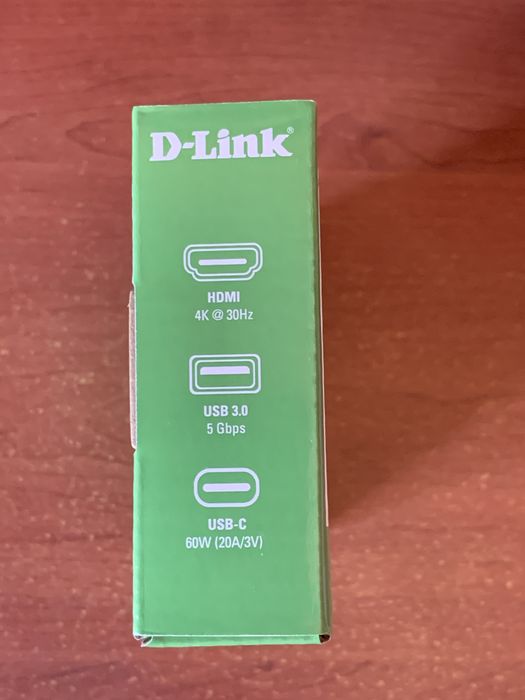 D-Link®
HDMI
4K @ 30Hz
USB 3.0
5 Gbps
USB-C
60W (20A/3V)